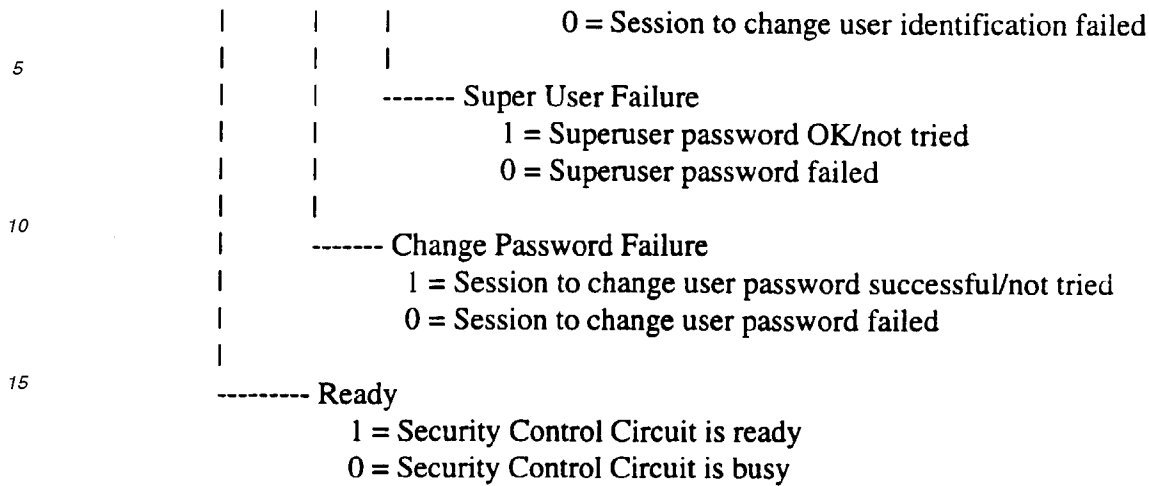 0 = Session to change user identification failed
5
------- Super User Failure
1 = Superuser password OK/not tried
0 = Superuser password failed
10
------- Change Password Failure
1 = Session to change user password successful/not tried
0 = Session to change user password failed
15
--------- Ready
1 = Security Control Circuit is ready
0 = Security Control Circuit is busy